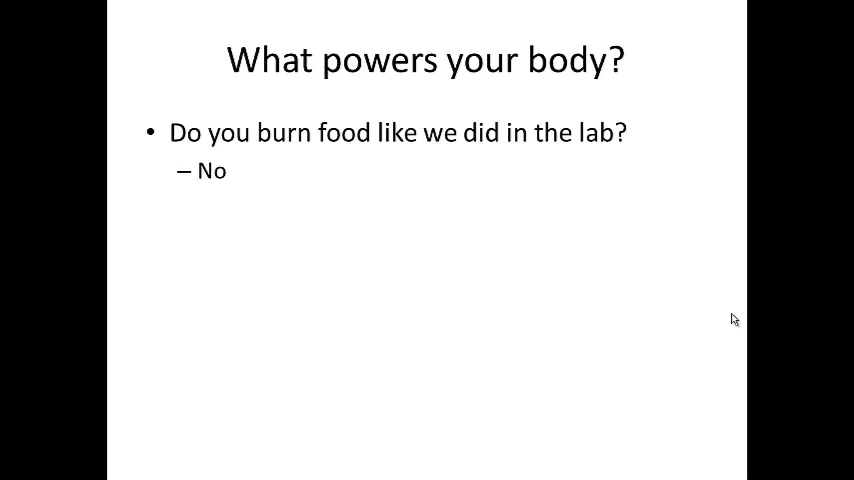 What powers your body?
• Do you burn food like we did in the lab?
– No